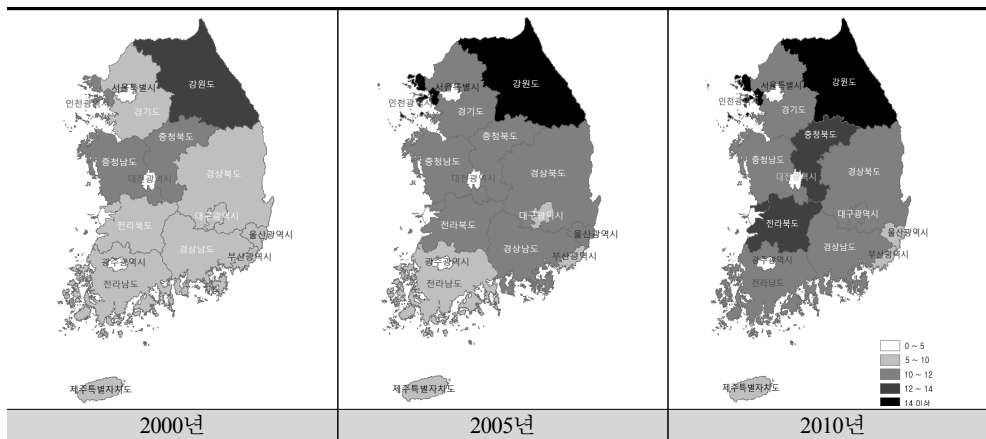 강원도
서울특별시
인천광역시
경기도
충청북도
충청남도
대전광역시
경상북도
전라북도
대구광역시
울산광역시
경상남도
부산광역시
광주광역시
전라남도
제주특별자치도
2000년
강원도
서울특별시
인천광역시
경기도
충청북도
충청남도
대전광역시
경상북도
전라북도
대구광역시
울산광역시
경상남도
부산광역시
광주광역시
전라남도
제주특별자치도
2005년
강원도
서울특별시
인천광역시
경기도
충청북도
충청남도
대전광역시
경상북도
전라북도
대구광역시
울산광역시
경상남도
부산광역시
광주광역시
전라남도
제주특별자치도
0 ~ 5
5 ~ 10
10 ~ 12
12 ~ 14
14 이상
2010년